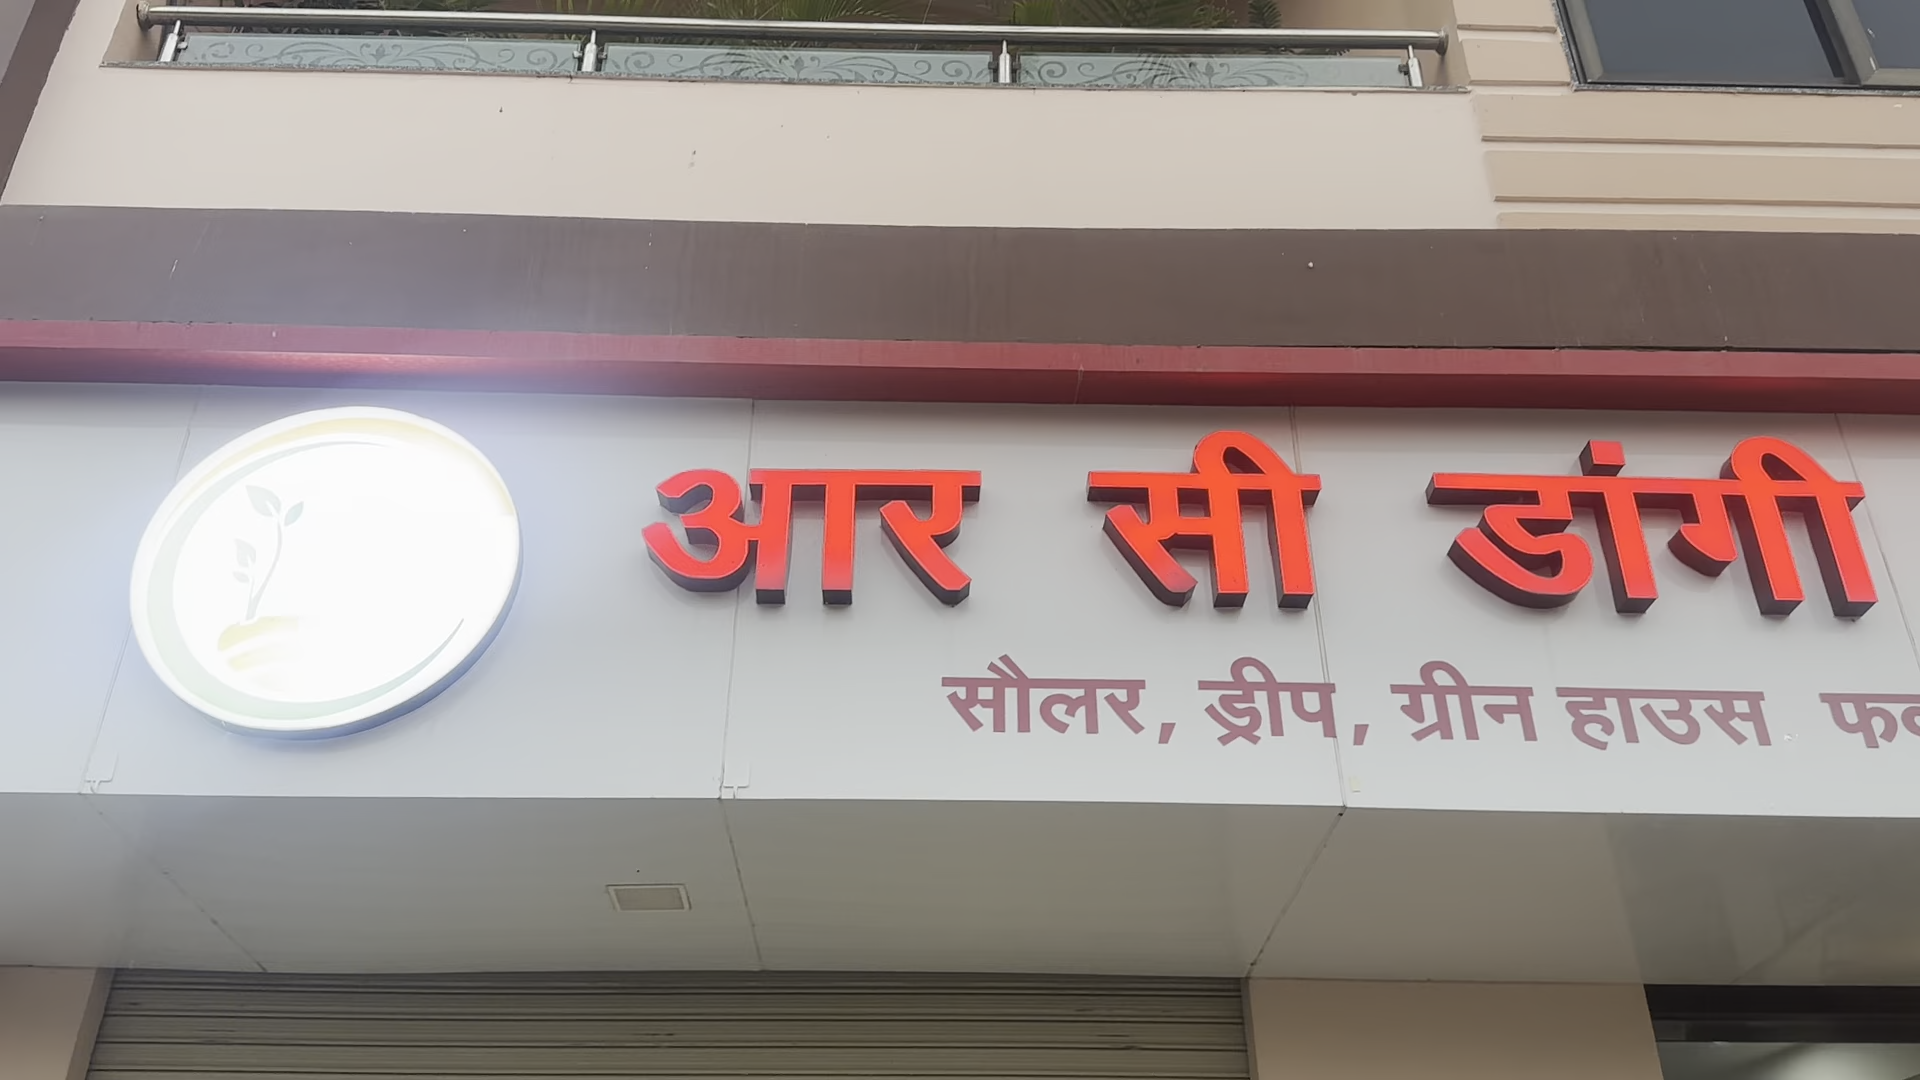 आर सी डांगी
सौलर, ड्रीप, ग्रीन हाउस